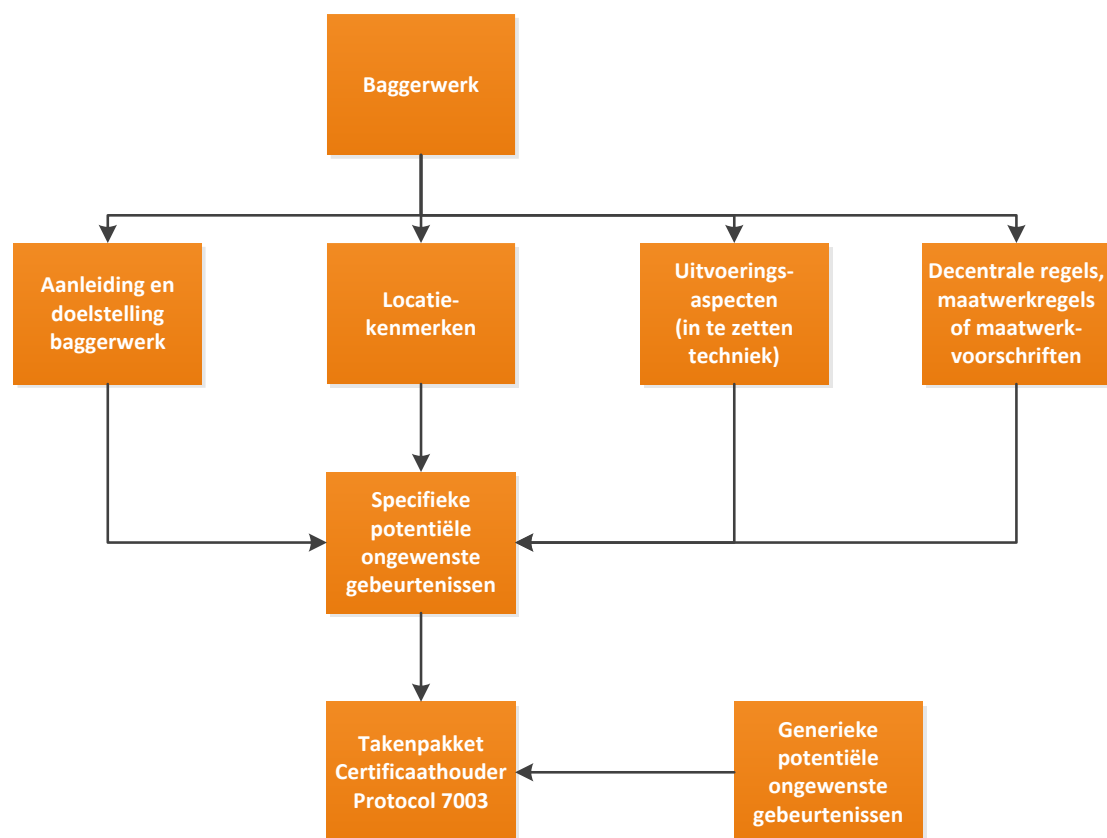 Baggerwerk
Aanleiding en
doelstelling
baggerwerk
Locatie-
kenmerken
Uitvoerings-
aspecten
(in te zetten
techniek)
Decentrale regels,
maatwerkregels
of maatwerk-
voorschriften
Specifieke
potentiële
ongewenste
gebeurtenissen
Takenpakket
Certificaathouder
Protocol 7003
Generieke
potentiële
ongewenste
gebeurtenissen